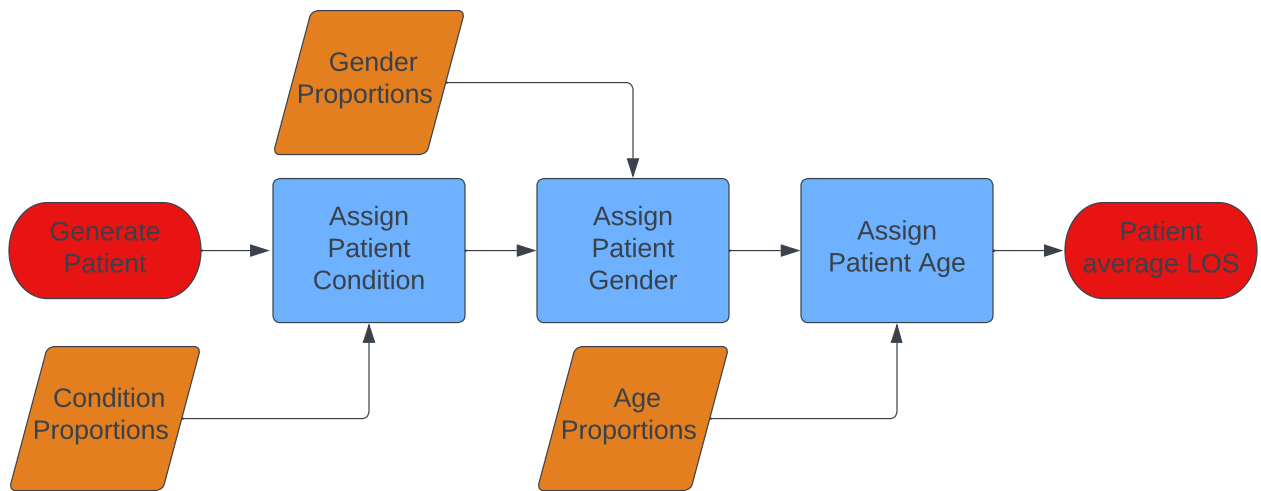 Gender
Proportions
Generate
Patient
Assign
Patient
Condition
Assign
Patient
Gender
Assign
Patient Age
Patient
average LOS
Condition
Proportions
Age
Proportions